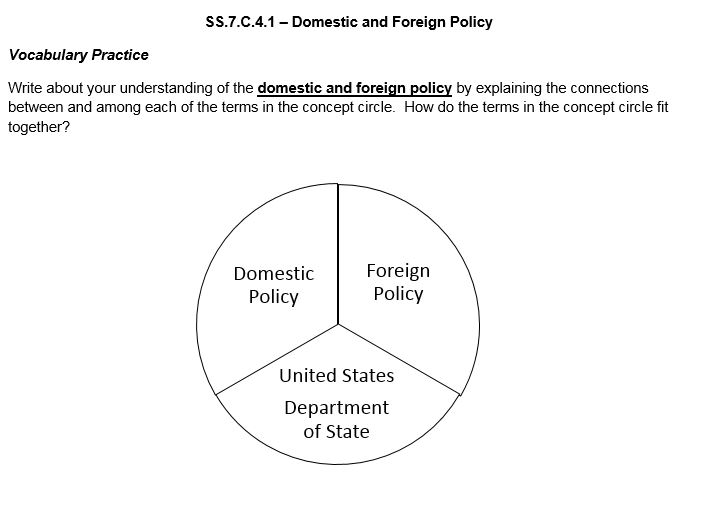 SS.7.C.4.1 – Domestic and Foreign Policy
Vocabulary Practice
Write about your understanding of the domestic and foreign policy by explaining the connections
between and among each of the terms in the concept circle.  How do the terms in the concept circle fit
together?
Domestic
Policy
Foreign
Policy
United States
Department
of State